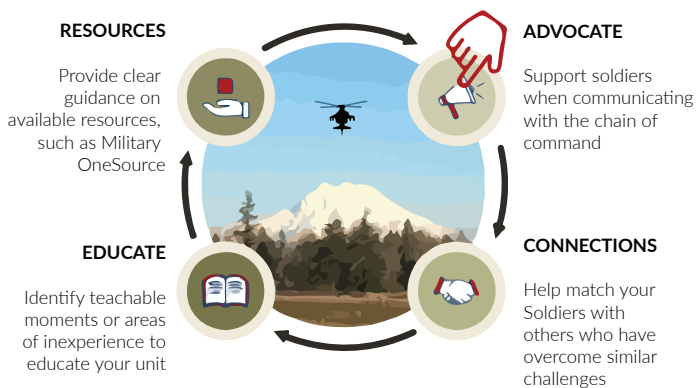 RESOURCES
Provide clear
guidance on
available resources,
such as Military
OneSource
ADVOCATE
Support soldiers
when communicating
with the chain of
command
EDUCATE
Identify teachable
moments or areas
of inexperience to
educate your unit
CONNECTIONS
Help match your
Soldiers with
others who have
overcome similar
challenges